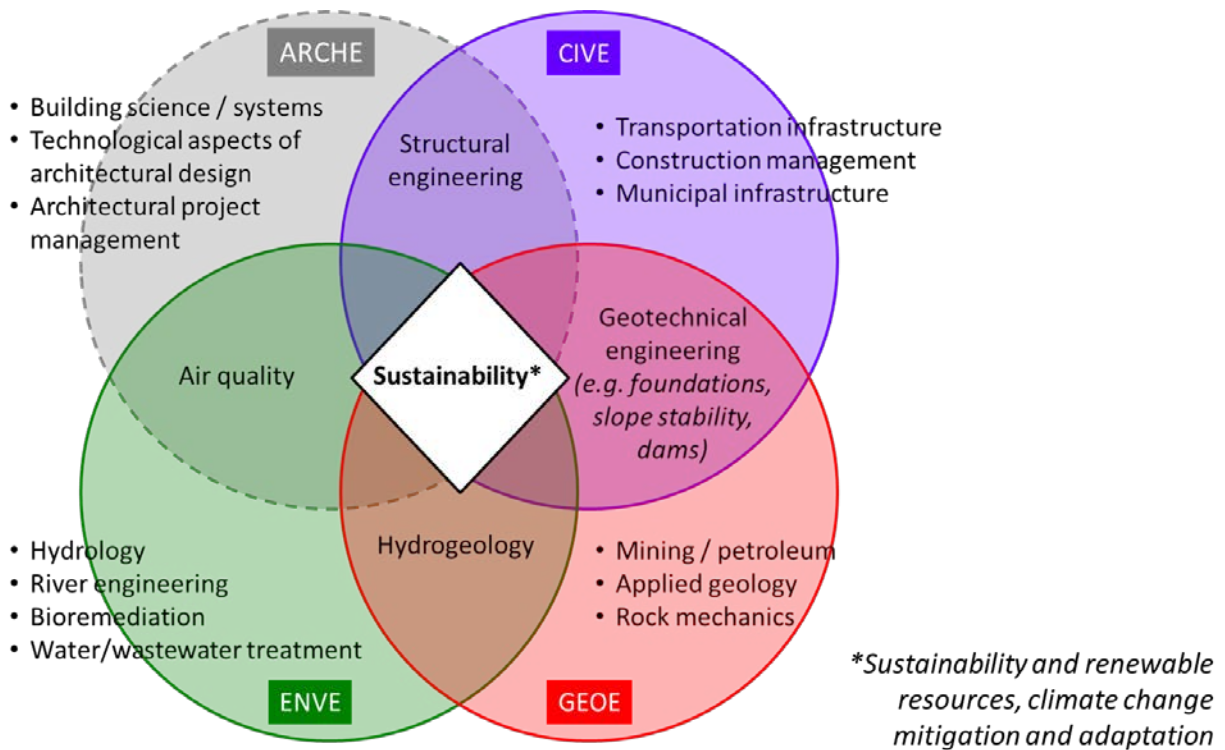 ARCHE
• Building science / systems
• Technological aspects of
architectural design
• Architectural project
management
CIVE
Structural
engineering
• Transportation infrastructure
• Construction management
• Municipal infrastructure
Air quality
Sustainability*
Geotechnical
engineering
(e.g. foundations,
slope stability,
dams)
Hydrogeology
• Hydrology
• River engineering
• Bioremediation
• Water/wastewater treatment
ENVE
• Mining / petroleum
• Applied geology
• Rock mechanics
GEOE
*Sustainability and renewable
resources, climate change
mitigation and adaptation